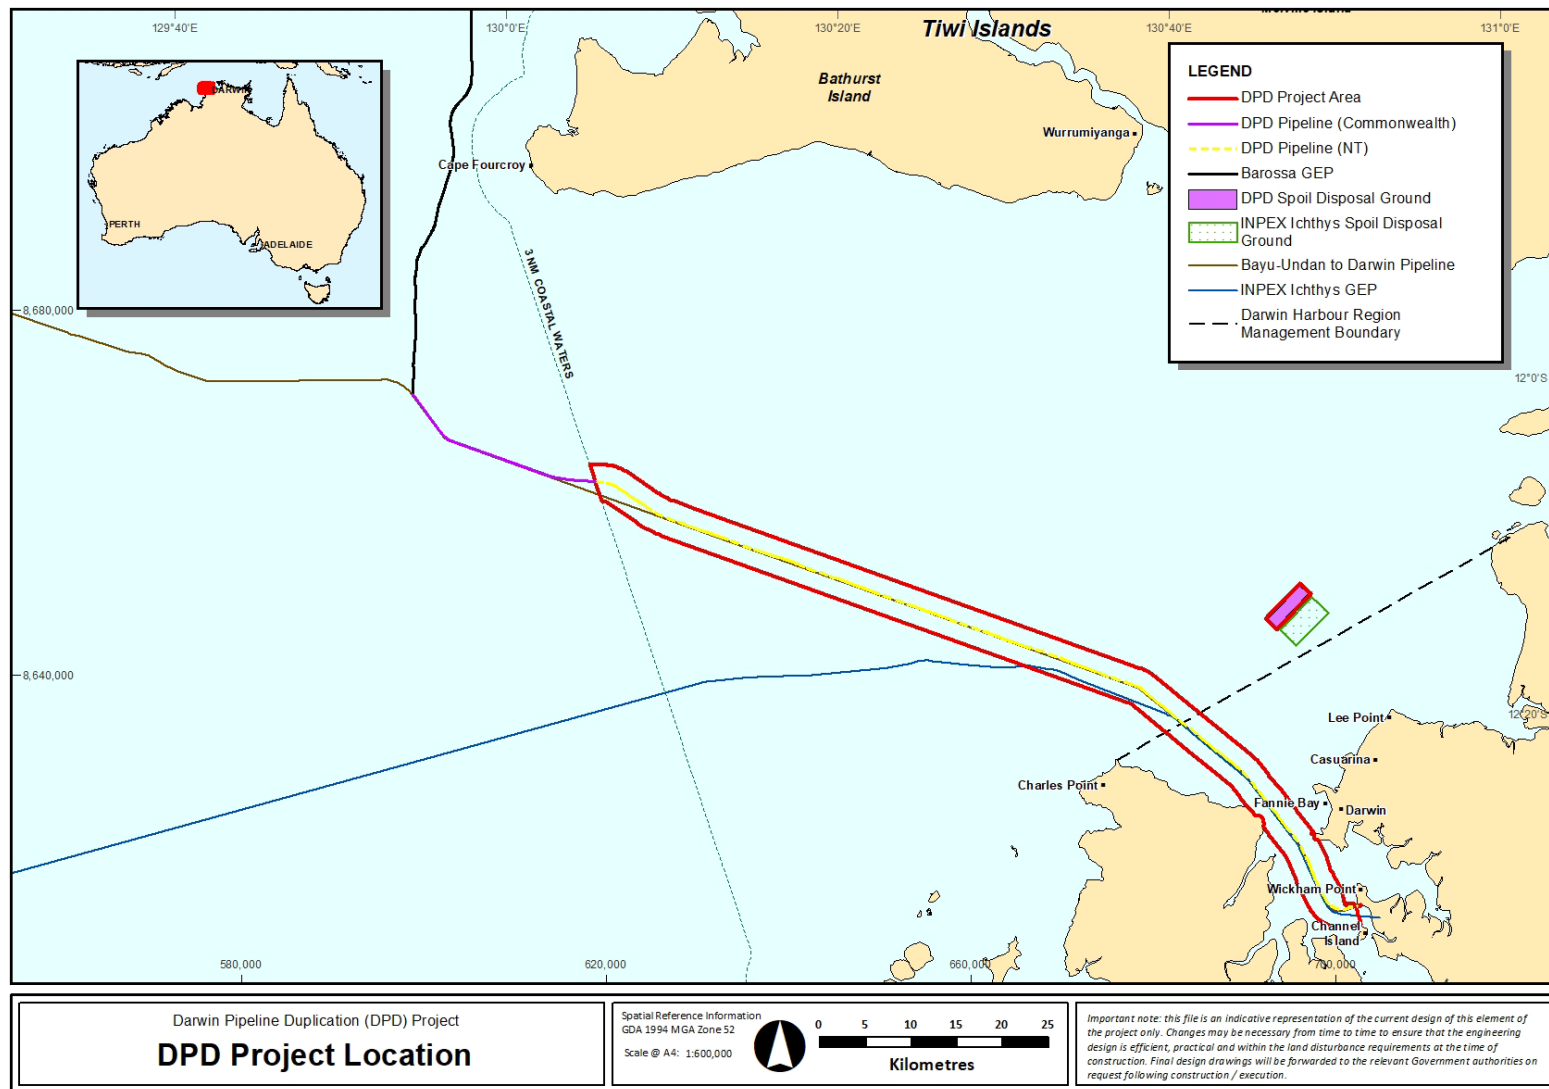 129°40'E
130°0'E
130°20'E
130°40'E
131°0'E
Tiwi Islands
Bathurst
Island
Wurrumiyanga
Cape Fourcroy
DARWIN
PERTH
ADELAIDE
LEGEND
DPD Project Area
DPD Pipeline (Commonwealth)
DPD Pipeline (NT)
Barossa GEP
DPD Spoil Disposal Ground
INPEX Ichthys Spoil Disposal
Ground
Bayu-Undan to Darwin Pipeline
INPEX Ichthys GEP
Darwin Harbour Region
Management Boundary
3 NM COASTAL WATERS
8,680,000
12°0'S
8,640,000
12°20'S
Lee Point
Casuarina
Charles Point
Fannie Bay
Darwin
Wickham Point
Channel
Island
580,000
620,000
660,000
700,000
Darwin Pipeline Duplication (DPD) Project
DPD Project Location
Spatial Reference Information
GDA 1994 MGA Zone 52
Scale @ A4: 1:600,000
0 5 10 15 20 25
Kilometres
Important note: this file is an indicative representation of the current design of this element of
the project only. Changes may be necessary from time to time to ensure that the engineering
design is efficient, practical and within the land disturbance requirements at the time of
construction. Final design drawings will be forwarded to the relevant Government authorities on
request following construction / execution.